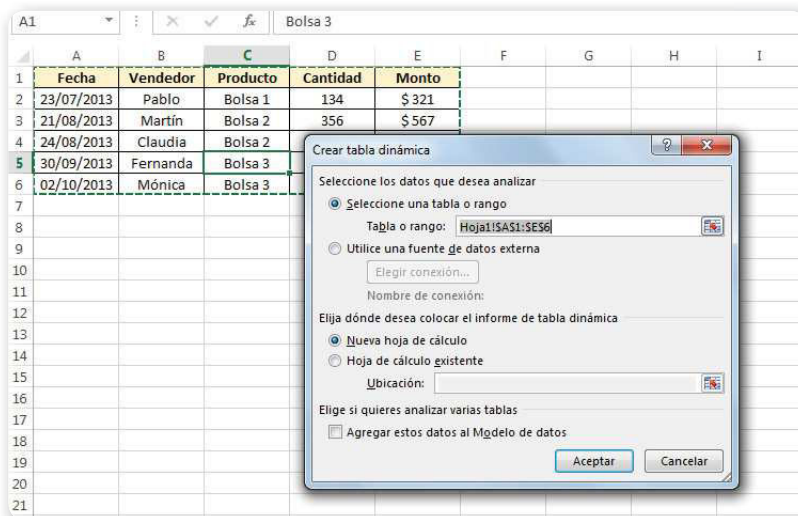 A1 fx Bolsa 3
A B C D E F G H I
1 Fecha Vendedor Producto Cantidad Monto
2 23/07/2013 Pablo Bolsa 1 134 $ 321
3 21/08/2013 Martín Bolsa 2 356 $ 567
4 24/08/2013 Claudia Bolsa 2
5 30/09/2013 Fernanda Bolsa 3
6 02/10/2013 Mónica Bolsa 3
7
8
9
10
11
12
13
14
15
16
17
18
19
20
21
Crear tabla dinámica ?
Seleccione los datos que desea analizar
Seleccione una tabla o rango
Tabla o rango: Hoja1!$A$1:$E$6
Utilice una fuente de datos externa
Elegir conexión...
Nombre de conexión:
Elija dónde desea colocar el informe de tabla dinámica
Nueva hoja de cálculo
Hoja de cálculo existente
Ubicación:
Elige si quieres analizar varias tablas
Agregar estos datos al Modelo de datos
Aceptar Cancelar